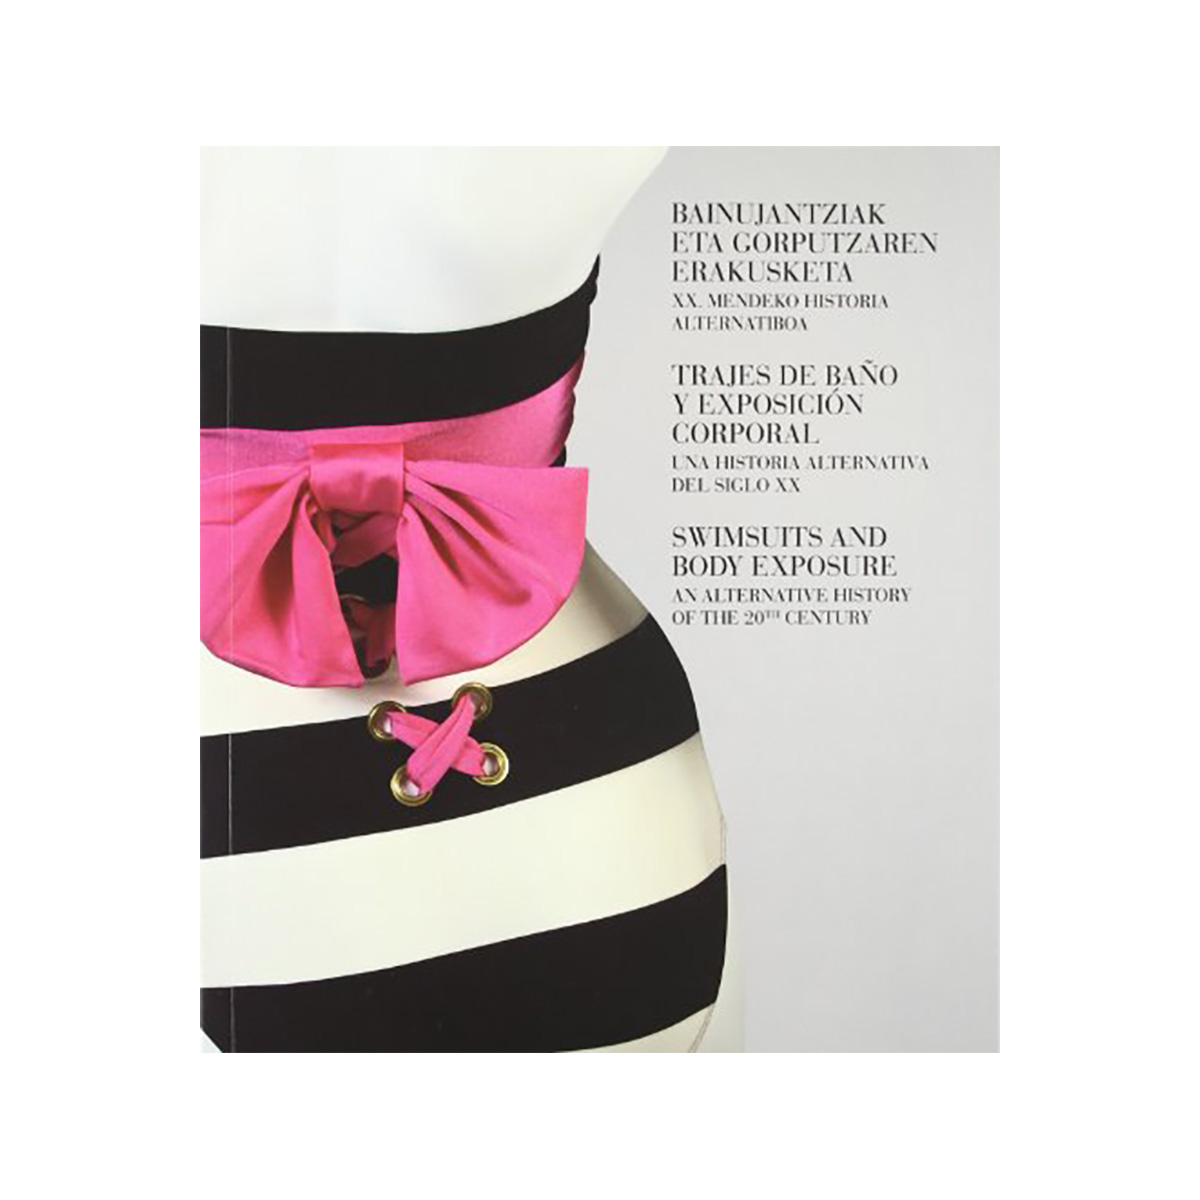 BAINUJANTZIAK
ETA GORPUTZAREN
ERAKUSKETA
XX. MENDEKO HISTORIA
ALTERNATIBOA
TRAJES DE BAÑO
Y EXPOSICIÓN
CORPORAL
UNA HISTORIA ALTERNATIVA
DEL SIGLO XX
SWIMSUITS AND
BODY EXPOSURE
AN ALTERNATIVE HISTORY
OF THE 20TH CENTURY